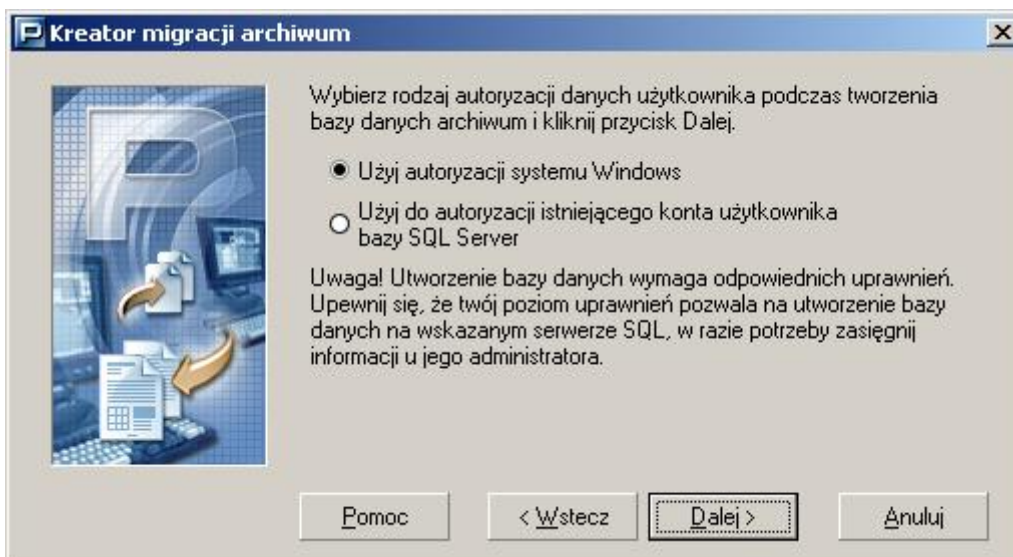 Kreator migracji archiwum
Wybierz rodzaj autoryzacji danych użytkownika podczas tworzenia
bazy danych archiwum i kliknij przycisk Dalej.
Użyj autoryzacji systemu Windows
Użyj do autoryzacji istniejącego konta użytkownika
bazy SQL Server
Uwaga! Utworzenie bazy danych wymaga odpowiednich uprawnień.
Upewnij się, że twój poziom uprawnień pozwala na utworzenie bazy
danych na wskazanym serwerze SQL, w razie potrzeby zasięgnij
informacji u jego administratora.
Pomoc < Wstecz Dalej > Anuluj